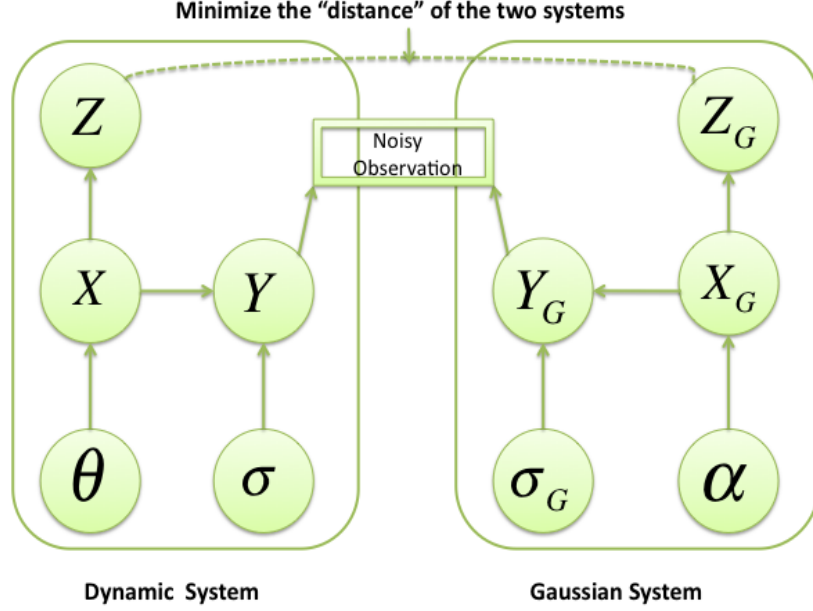 Minimize the “distance” of the two systems
Z
Z_G
Noisy
Observation
X
Y
Y_G
X_G
θ
σ
σ_G
α
Dynamic System
Gaussian System